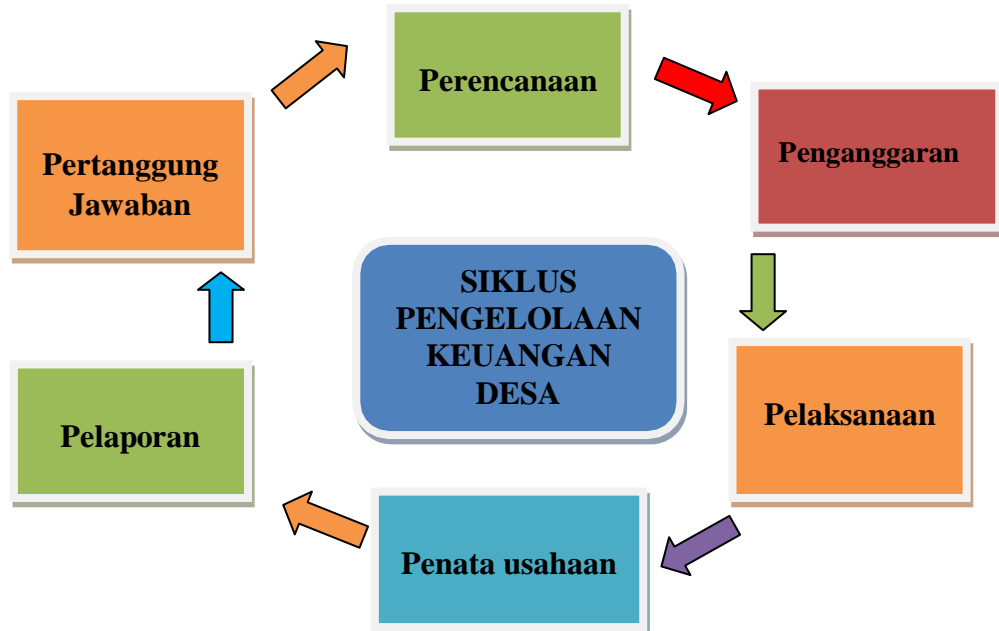 Perencanaan
Penganggaran
Pertanggung
Jawaban
SIKLUS
PENGELOLAAN
KEUANGAN
DESA
Pelaksanaan
Pelaporan
Penata usahaan